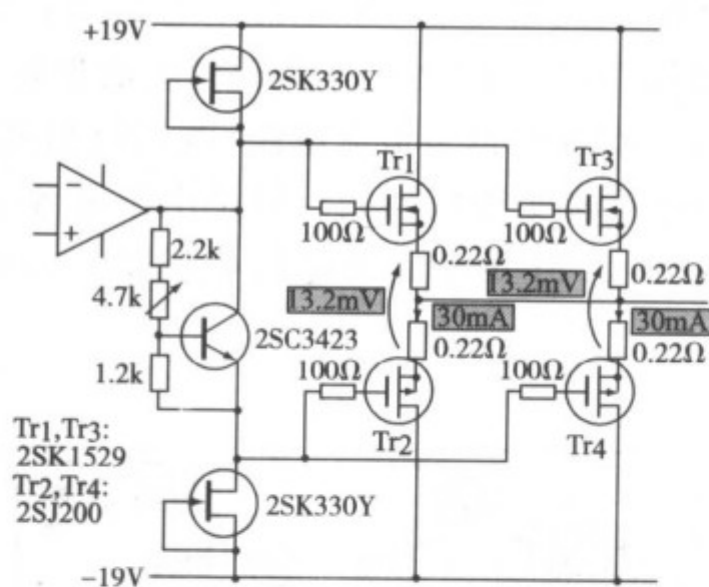 +19V
2SK330Y
Tr1
Tr3
−
+
100Ω
100Ω
2.2k
0.22Ω
0.22Ω
4.7k
13.2mV
13.2mV
30mA
30mA
2SC3423
0.22Ω
0.22Ω
1.2k
100Ω
100Ω
Tr1,Tr3:
2SK1529
Tr2
Tr4
Tr2,Tr4:
2SJ200
2SK330Y
−19V